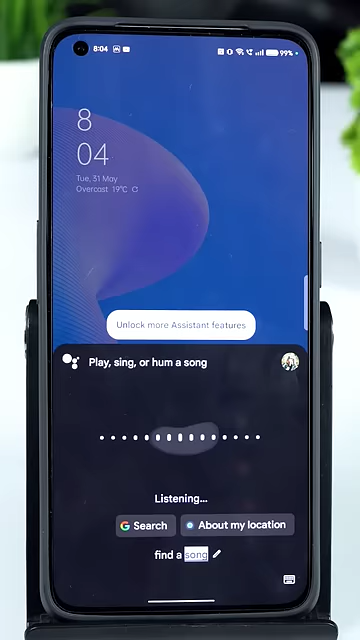 8:04
99%
8
04
Tue, 31 May
Overcast 19°C
Unlock more Assistant features
Play, sing, or hum a song
Listening...
Search
About my location
find a song